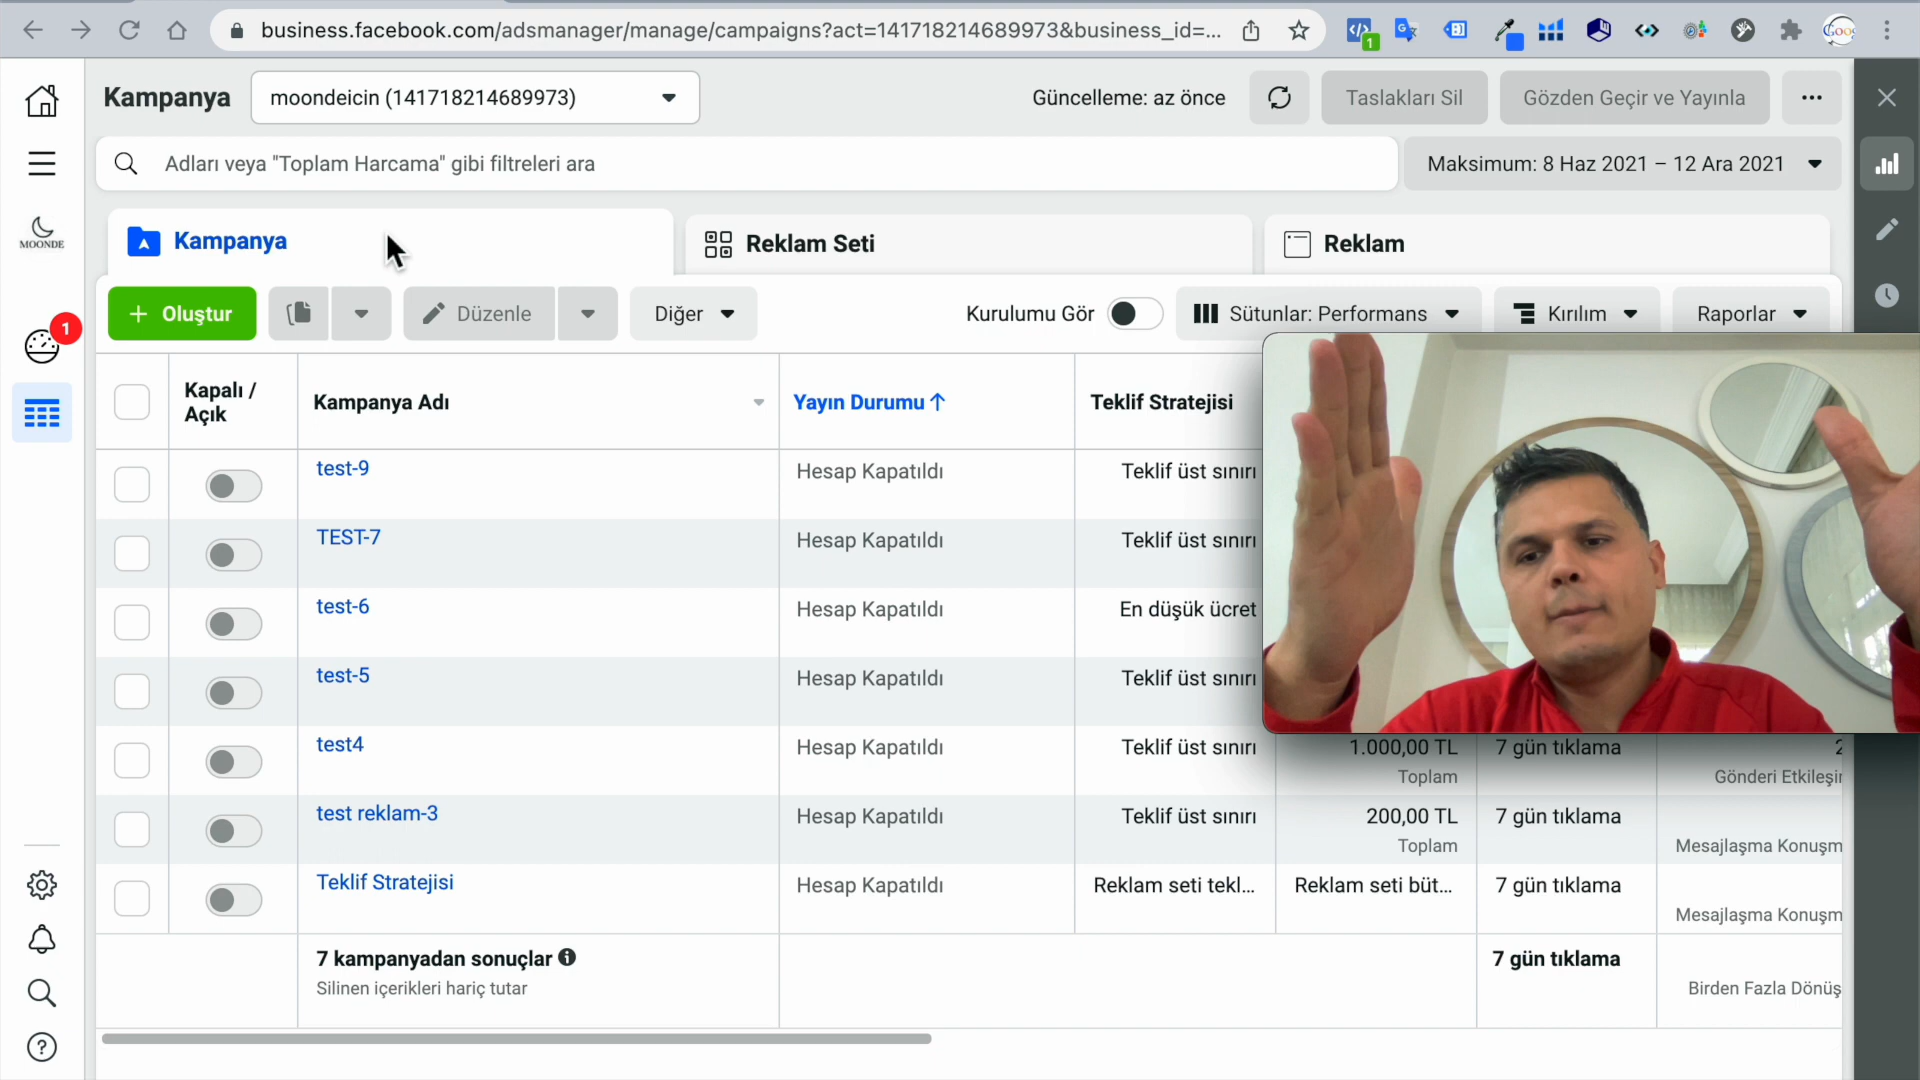 business.facebook.com/adsmanager/manage/campaigns?act=141718214689973&business_id=...
1
Kampanya
moondeicin (141718214689973)
Güncelleme: az önce
Taslakları Sil
Gözden Geçir ve Yayınla
Adları veya "Toplam Harcama" gibi filtreleri ara
Maksimum: 8 Haz 2021 – 12 Ara 2021
MOONDE
Kampanya
Reklam Seti
Reklam
1
+ Oluştur
Düzenle
Diğer
Kurulumu Gör
Sütunlar: Performans
Kırılım
Raporlar
Kapalı / Açık
Kampanya Adı
Yayın Durumu ↑
Teklif Stratejisi
test-9
Hesap Kapatıldı
Teklif üst sınırı
TEST-7
Hesap Kapatıldı
Teklif üst sınırı
test-6
Hesap Kapatıldı
En düşük ücret
test-5
Hesap Kapatıldı
Teklif üst sınırı
test4
Hesap Kapatıldı
Teklif üst sınırı
1.000,00 TL
Toplam
7 gün tıklama
2
Gönderi Etkileşir
test reklam-3
Hesap Kapatıldı
Teklif üst sınırı
200,00 TL
Toplam
7 gün tıklama
Mesajlaşma Konuşm
Teklif Stratejisi
Hesap Kapatıldı
Reklam seti tekl...
Reklam seti büt...
7 gün tıklama
Mesajlaşma Konuşm
7 kampanyadan sonuçlar
Silinen içerikleri hariç tutar
7 gün tıklama
Birden Fazla Dönüş